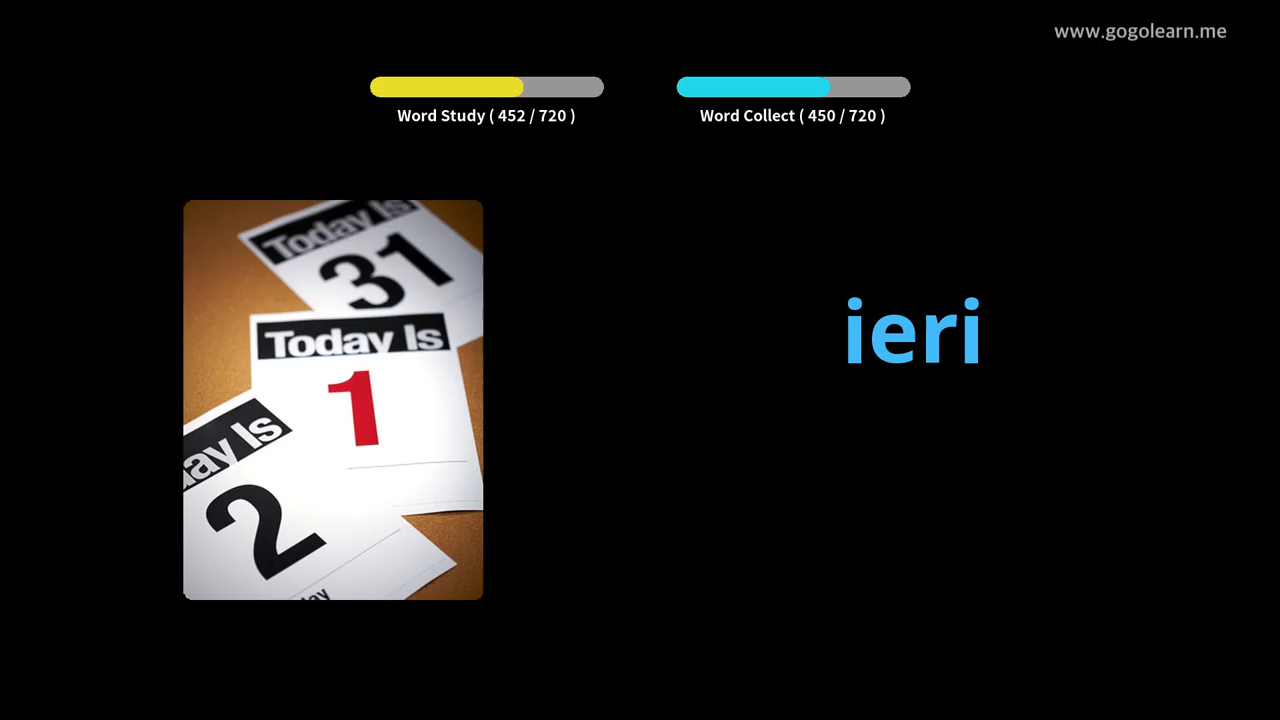 www.gogolearn.me
Word Study ( 452 / 720 )
Word Collect ( 450 / 720 )
Today Is
31
Today Is
1
ay Is
2
ieri